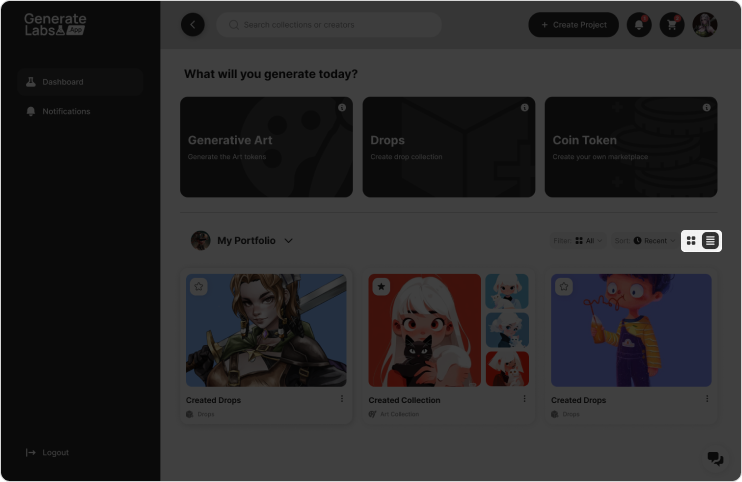 Generate
Labs App
Search collections or creators
+ Create Project
Dashboard
Notifications
What will you generate today?
Generative Art
Generate the Art tokens
Drops
Create drop collection
Coin Token
Create your own marketplace
My Portfolio
Filter: All
Sort: Recent
Created Drops
Drops
Created Collection
Art Collection
Created Drops
Drops
Logout